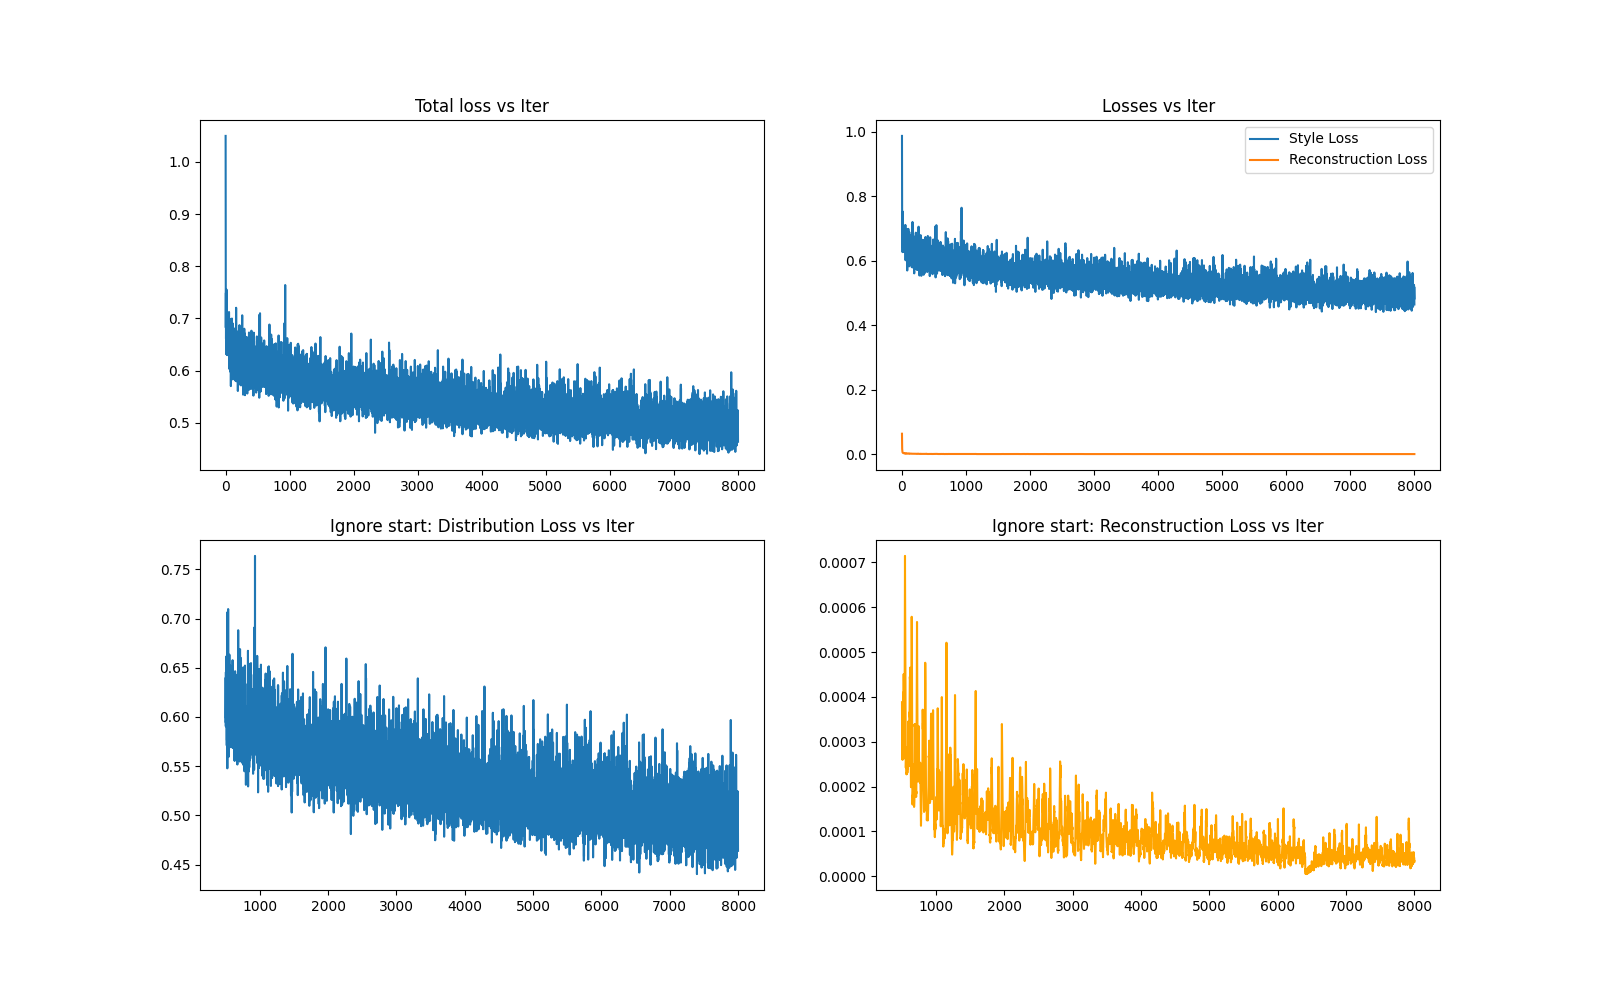 Total loss vs Iter
1.0
0.9
0.8
0.7
0.6
0.5
0 1000 2000 3000 4000 5000 6000 7000 8000
Losses vs Iter
Style Loss
Reconstruction Loss
1.0
0.8
0.6
0.4
0.2
0.0
0 1000 2000 3000 4000 5000 6000 7000 8000
Ignore start: Distribution Loss vs Iter
0.75
0.70
0.65
0.60
0.55
0.50
0.45
1000 2000 3000 4000 5000 6000 7000 8000
Ignore start: Reconstruction Loss vs Iter
0.0007
0.0006
0.0005
0.0004
0.0003
0.0002
0.0001
0.0000
1000 2000 3000 4000 5000 6000 7000 8000